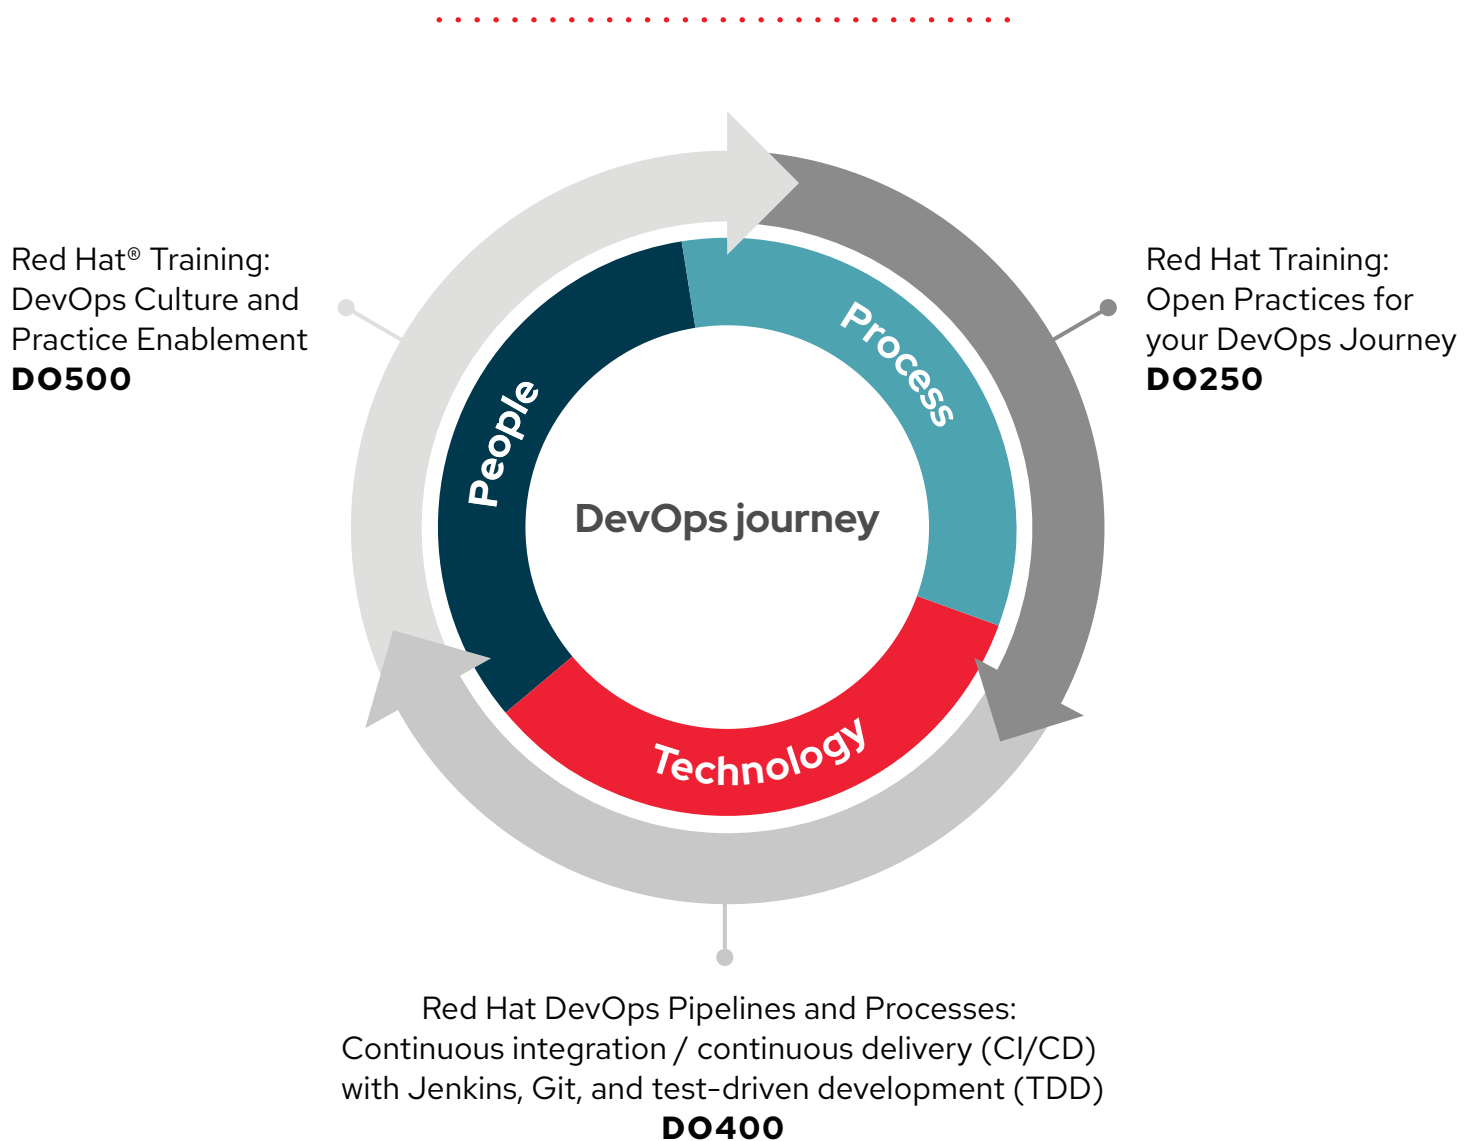 Red Hat® Training:
DevOps Culture and
Practice Enablement
DO500
Red Hat Training:
Open Practices for
your DevOps Journey
DO250
People
Process
DevOps journey
Technology
Red Hat DevOps Pipelines and Processes:
Continuous integration / continuous delivery (CI/CD)
with Jenkins, Git, and test-driven development (TDD)
DO400